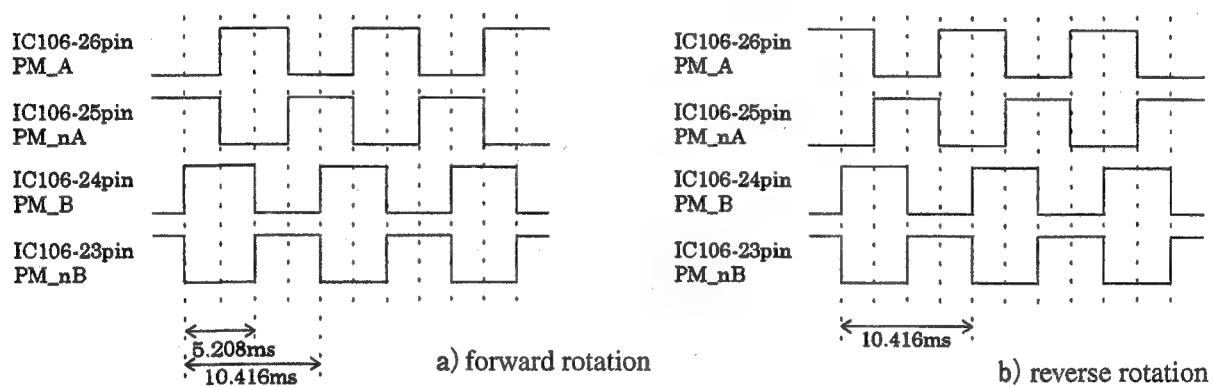 IC106-26pin
PM_A
IC106-25pin
PM_nA
IC106-24pin
PM_B
IC106-23pin
PM_nB
5.208ms
10.416ms
a) forward rotation
IC106-26pin
PM_A
IC106-25pin
PM_nA
IC106-24pin
PM_B
IC106-23pin
PM_nB
10.416ms
b) reverse rotation